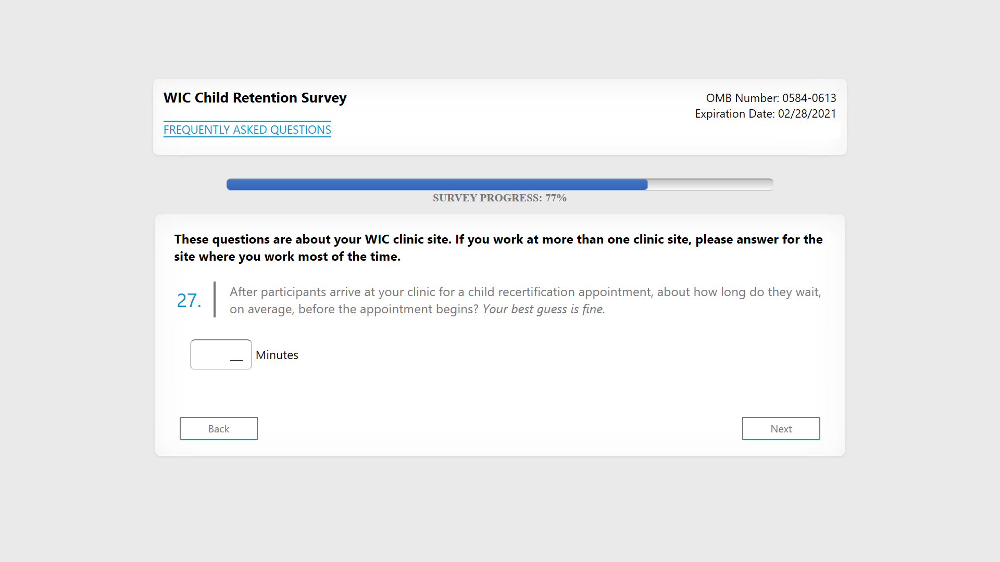 WIC Child Retention Survey
OMB Number: 0584-0613
Expiration Date: 02/28/2021
FREQUENTLY ASKED QUESTIONS
SURVEY PROGRESS: 77%
These questions are about your WIC clinic site. If you work at more than one clinic site, please answer for the
site where you work most of the time.
27.
After participants arrive at your clinic for a child recertification appointment, about how long do they wait,
on average, before the appointment begins? Your best guess is fine.
___ Minutes
Back
Next